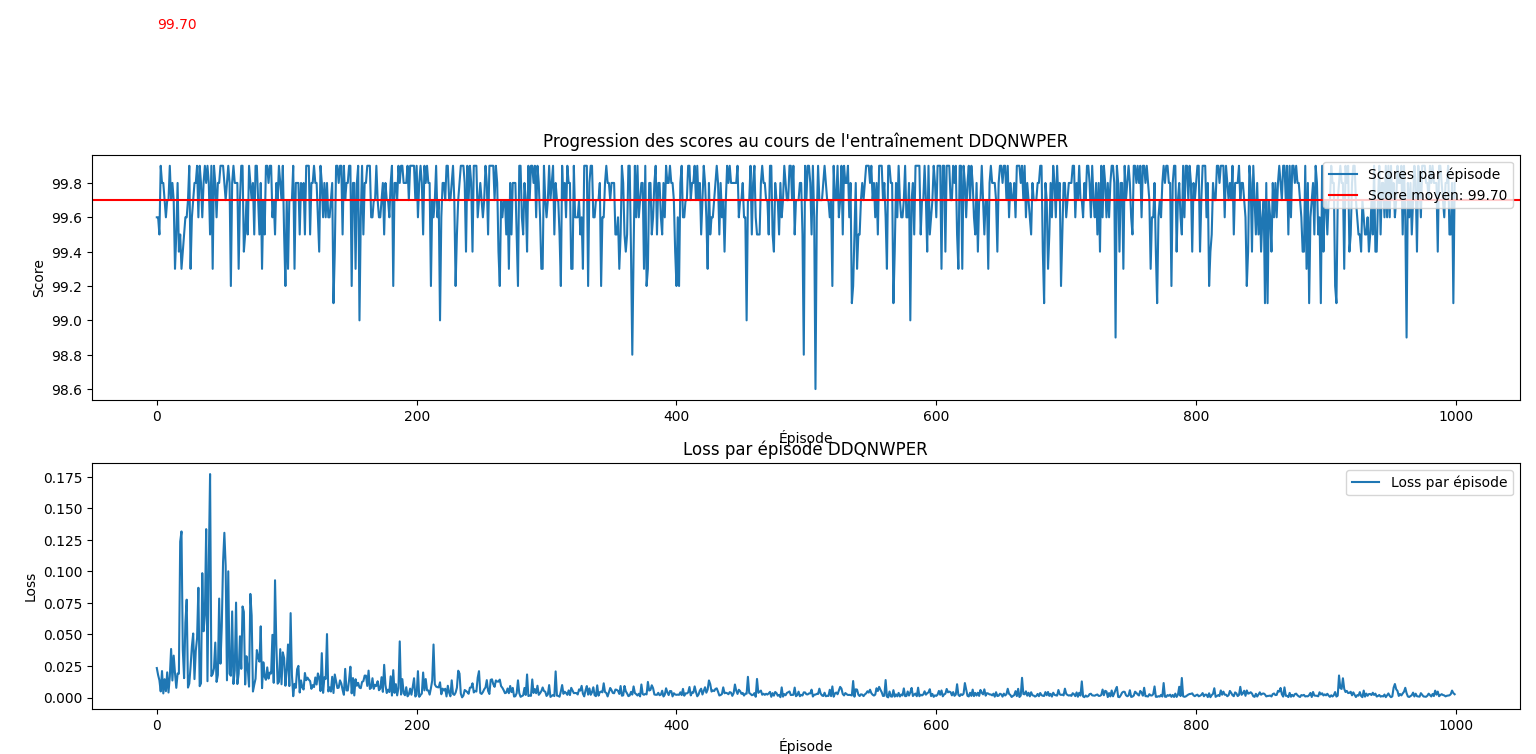 99.70
Progression des scores au cours de l'entraînement DDQNWPER
Scores par épisode
Score moyen: 99.70
99.8
99.6
99.4
99.2
99.0
98.8
98.6
Score
0 200 400 600 800 1000
Épisode
Loss par épisode DDQNWPER
Loss par épisode
0.175
0.150
0.125
0.100
0.075
0.050
0.025
0.000
Loss
0 200 400 600 800 1000
Épisode